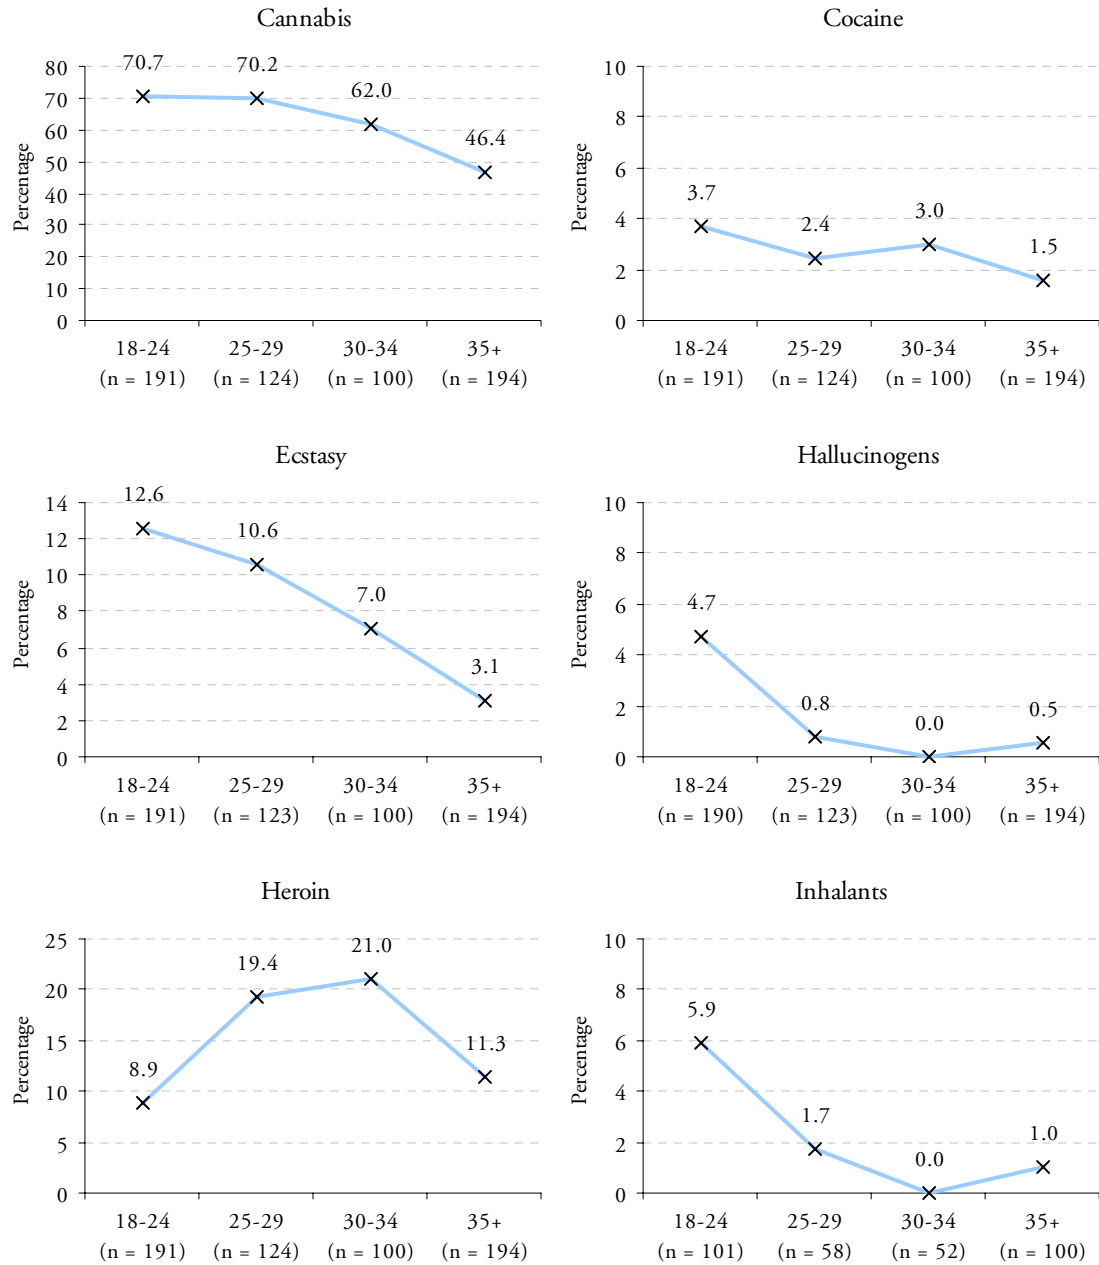 Cannabis
Percentage
80
70
60
50
40
30
20
10
0
70.7
70.2
62.0
46.4
18-24 25-29 30-34 35+
(n = 191) (n = 124) (n = 100) (n = 194)
Cocaine
Percentage
10
8
6
4
2
0
3.7
2.4
3.0
1.5
18-24 25-29 30-34 35+
(n = 191) (n = 124) (n = 100) (n = 194)
Ecstasy
Percentage
14
12
10
8
6
4
2
0
12.6
10.6
7.0
3.1
18-24 25-29 30-34 35+
(n = 191) (n = 123) (n = 100) (n = 194)
Hallucinogens
Percentage
10
8
6
4
2
0
4.7
0.8
0.0
0.5
18-24 25-29 30-34 35+
(n = 190) (n = 123) (n = 100) (n = 194)
Heroin
Percentage
25
20
15
10
5
0
8.9
19.4
21.0
11.3
18-24 25-29 30-34 35+
(n = 191) (n = 124) (n = 100) (n = 194)
Inhalants
Percentage
10
8
6
4
2
0
5.9
1.7
0.0
1.0
18-24 25-29 30-34 35+
(n = 101) (n = 58) (n = 52) (n = 100)